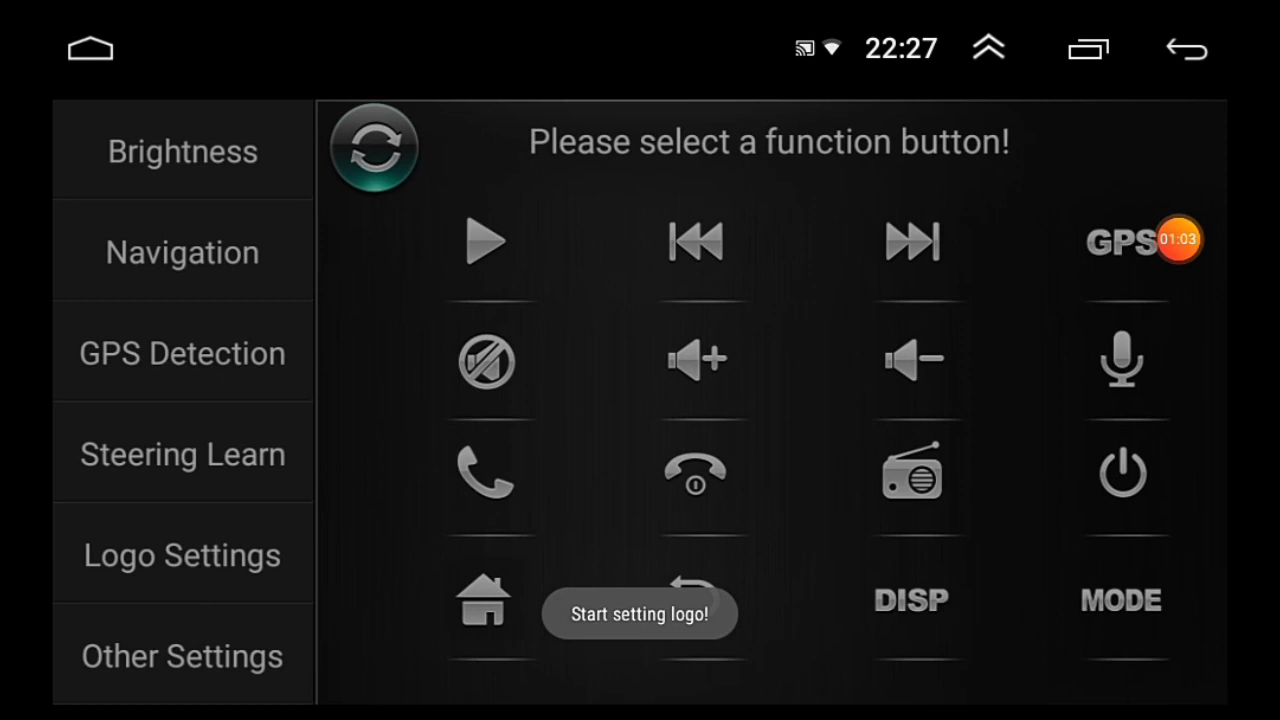 22:27
Brightness
Navigation
GPS Detection
Steering Learn
Logo Settings
Other Settings
Please select a function button!
GPS
01:03
Start setting logo!
DISP
MODE